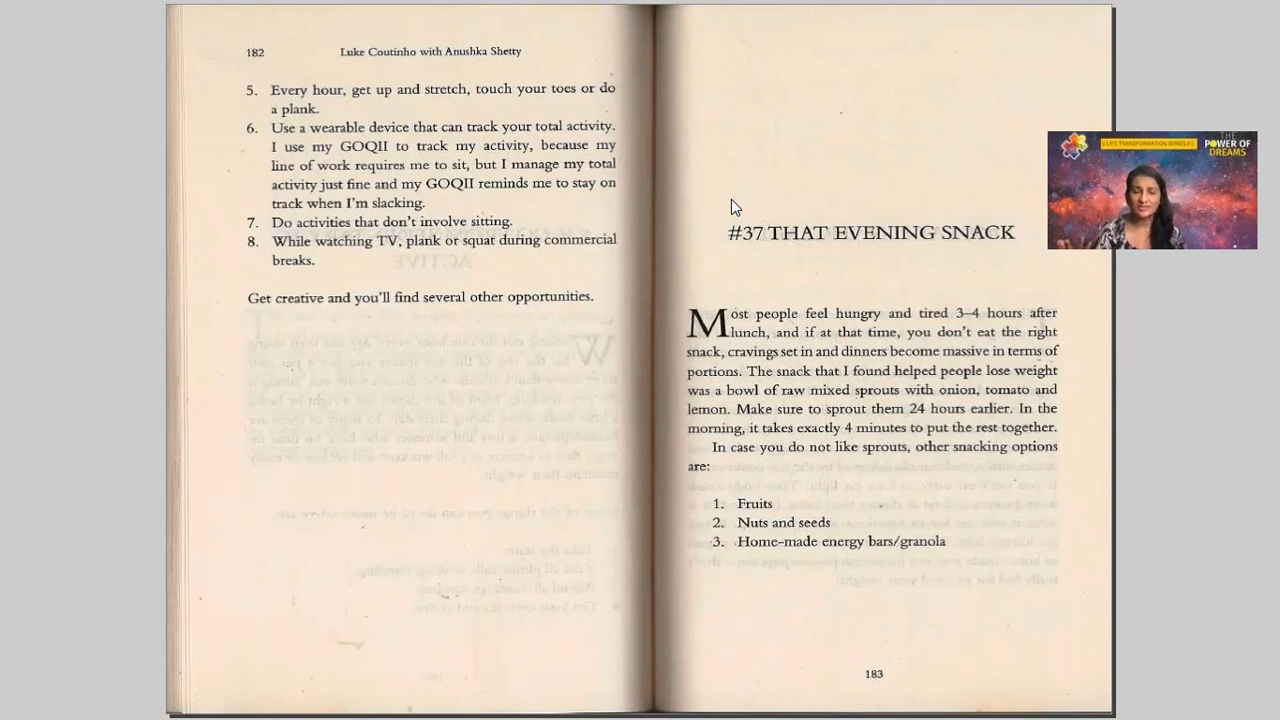 182
Luke Coutinho with Anushka Shetty
5. Every hour, get up and stretch, touch your toes or do
a plank.
6. Use a wearable device that can track your total activity.
I use my GOQII to track my activity, because my
line of work requires me to sit, but I manage my total
activity just fine and my GOQII reminds me to stay on
track when I'm slacking.
7. Do activities that don't involve sitting.
8. While watching TV, plank or squat during commercial
breaks.
Get creative and you'll find several other opportunities.
#37 THAT EVENING SNACK
Most people feel hungry and tired 3–4 hours after
lunch, and if at that time, you don't eat the right
snack, cravings set in and dinners become massive in terms of
portions. The snack that I found helped people lose weight
was a bowl of raw mixed sprouts with onion, tomato and
lemon. Make sure to sprout them 24 hours earlier. In the
morning, it takes exactly 4 minutes to put the rest together.
In case you do not like sprouts, other snacking options
are:
1. Fruits
2. Nuts and seeds
3. Home-made energy bars/granola
183
LIFE TRANSFORMATION SERIES
THE
POWER OF
DREAMS